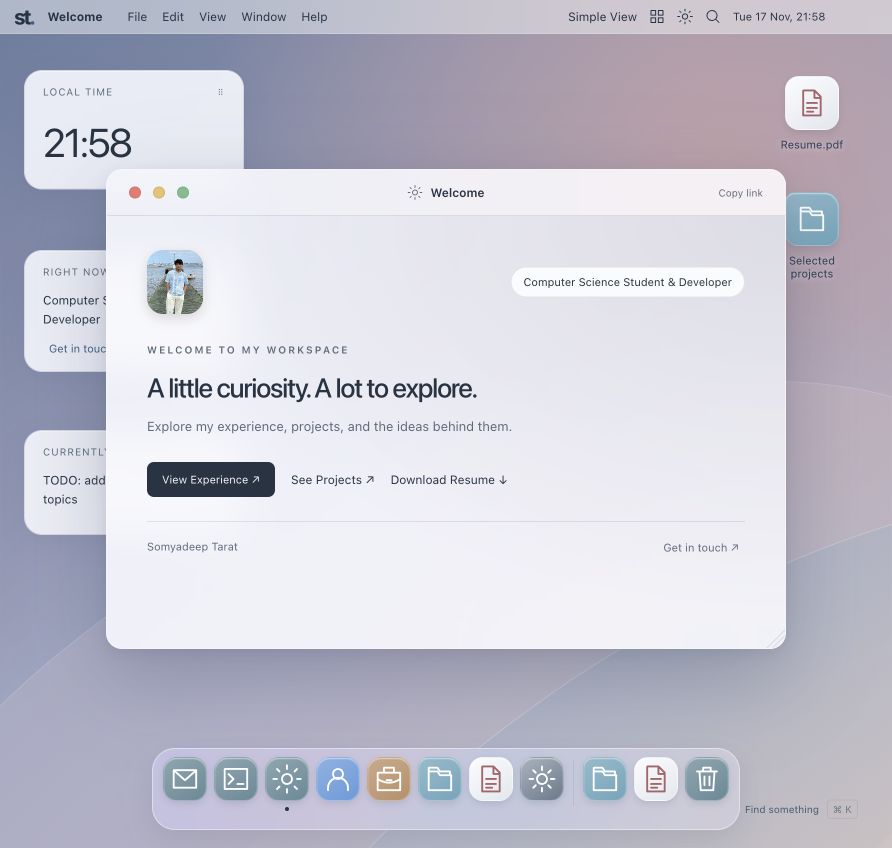 st. Welcome File Edit View Window Help Simple View Tue 17 Nov, 21:58
LOCAL TIME
21:58
RIGHT NOW
Computer
Developer
Get in touc
CURRENTLY
TODO: add
topics
Welcome
Copy link
Computer Science Student & Developer
WELCOME TO MY WORKSPACE
A little curiosity. A lot to explore.
Explore my experience, projects, and the ideas behind them.
View Experience ↗ See Projects ↗ Download Resume ↓
Somyadeep Tarat
Get in touch ↗
Resume.pdf
Selected
projects
Find something ⌘ K